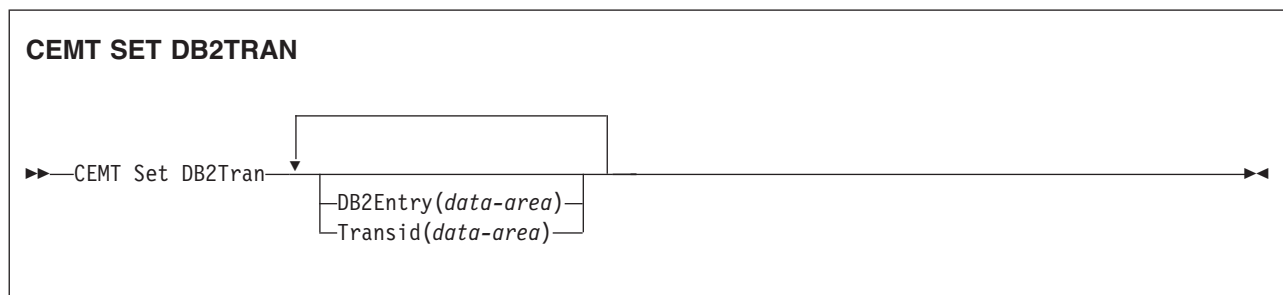 CEMT SET DB2TRAN
CEMT Set DB2Tran
DB2Entry(data-area)
Transid(data-area)